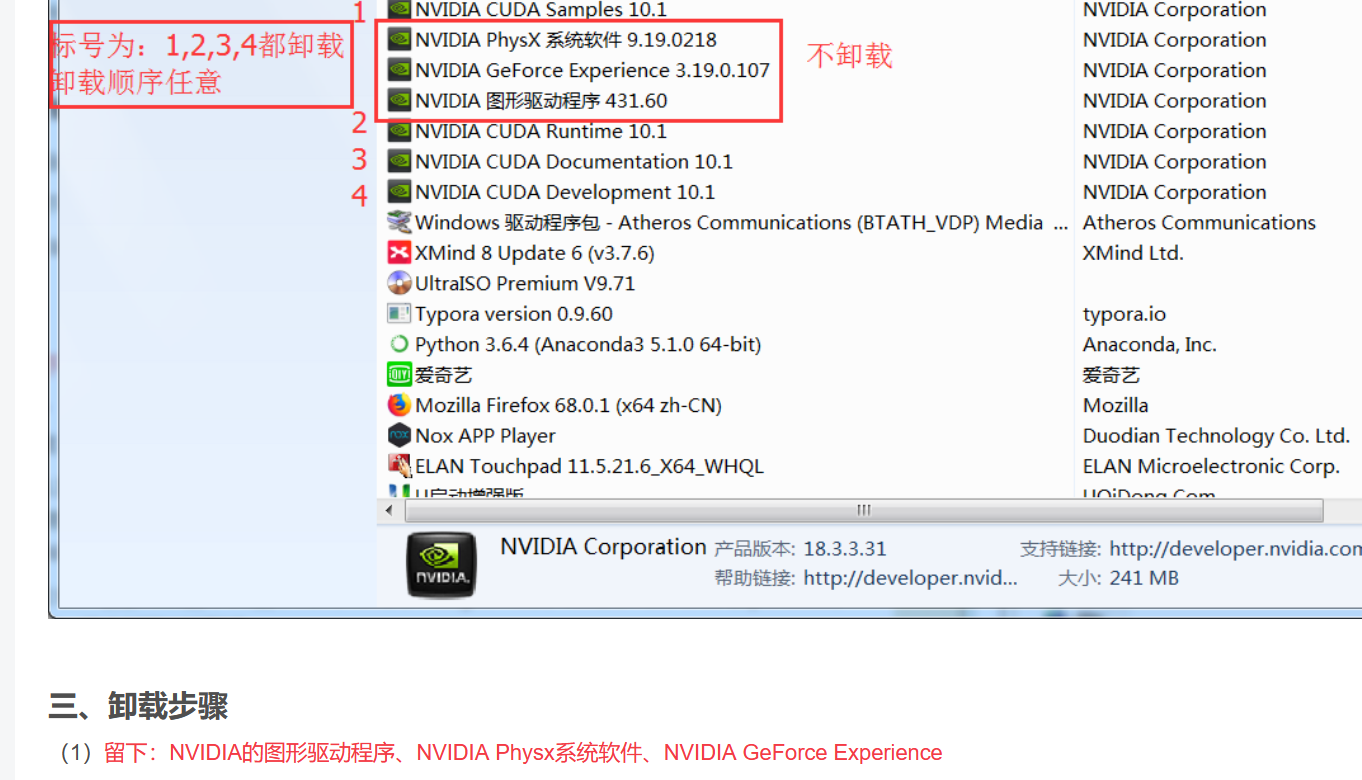 1 NVIDIA CUDA Samples 10.1 NVIDIA Corporation
标号为：1,2,3,4都卸载
卸载顺序任意
NVIDIA PhysX 系统软件 9.19.0218 NVIDIA Corporation
不卸载
NVIDIA GeForce Experience 3.19.0.107 NVIDIA Corporation
NVIDIA 图形驱动程序 431.60 NVIDIA Corporation
2 NVIDIA CUDA Runtime 10.1 NVIDIA Corporation
3 NVIDIA CUDA Documentation 10.1 NVIDIA Corporation
4 NVIDIA CUDA Development 10.1 NVIDIA Corporation
Windows 驱动程序包 - Atheros Communications (BTATH_VDP) Media ... Atheros Communications
XMind 8 Update 6 (v3.7.6) XMind Ltd.
UltraISO Premium V9.71
Typora version 0.9.60 typora.io
Python 3.6.4 (Anaconda3 5.1.0 64-bit) Anaconda, Inc.
爱奇艺 爱奇艺
Mozilla Firefox 68.0.1 (x64 zh-CN) Mozilla
Nox APP Player Duodian Technology Co. Ltd.
ELAN Touchpad 11.5.21.6_X64_WHQL ELAN Microelectronic Corp.
U启动增强版 UQiDong.Com
NVIDIA Corporation 产品版本: 18.3.3.31 支持链接: http://developer.nvidia.com
帮助链接: http://developer.nvid... 大小: 241 MB
NVIDIA.
三、卸载步骤
（1）留下：NVIDIA的图形驱动程序、NVIDIA Physx系统软件、NVIDIA GeForce Experience